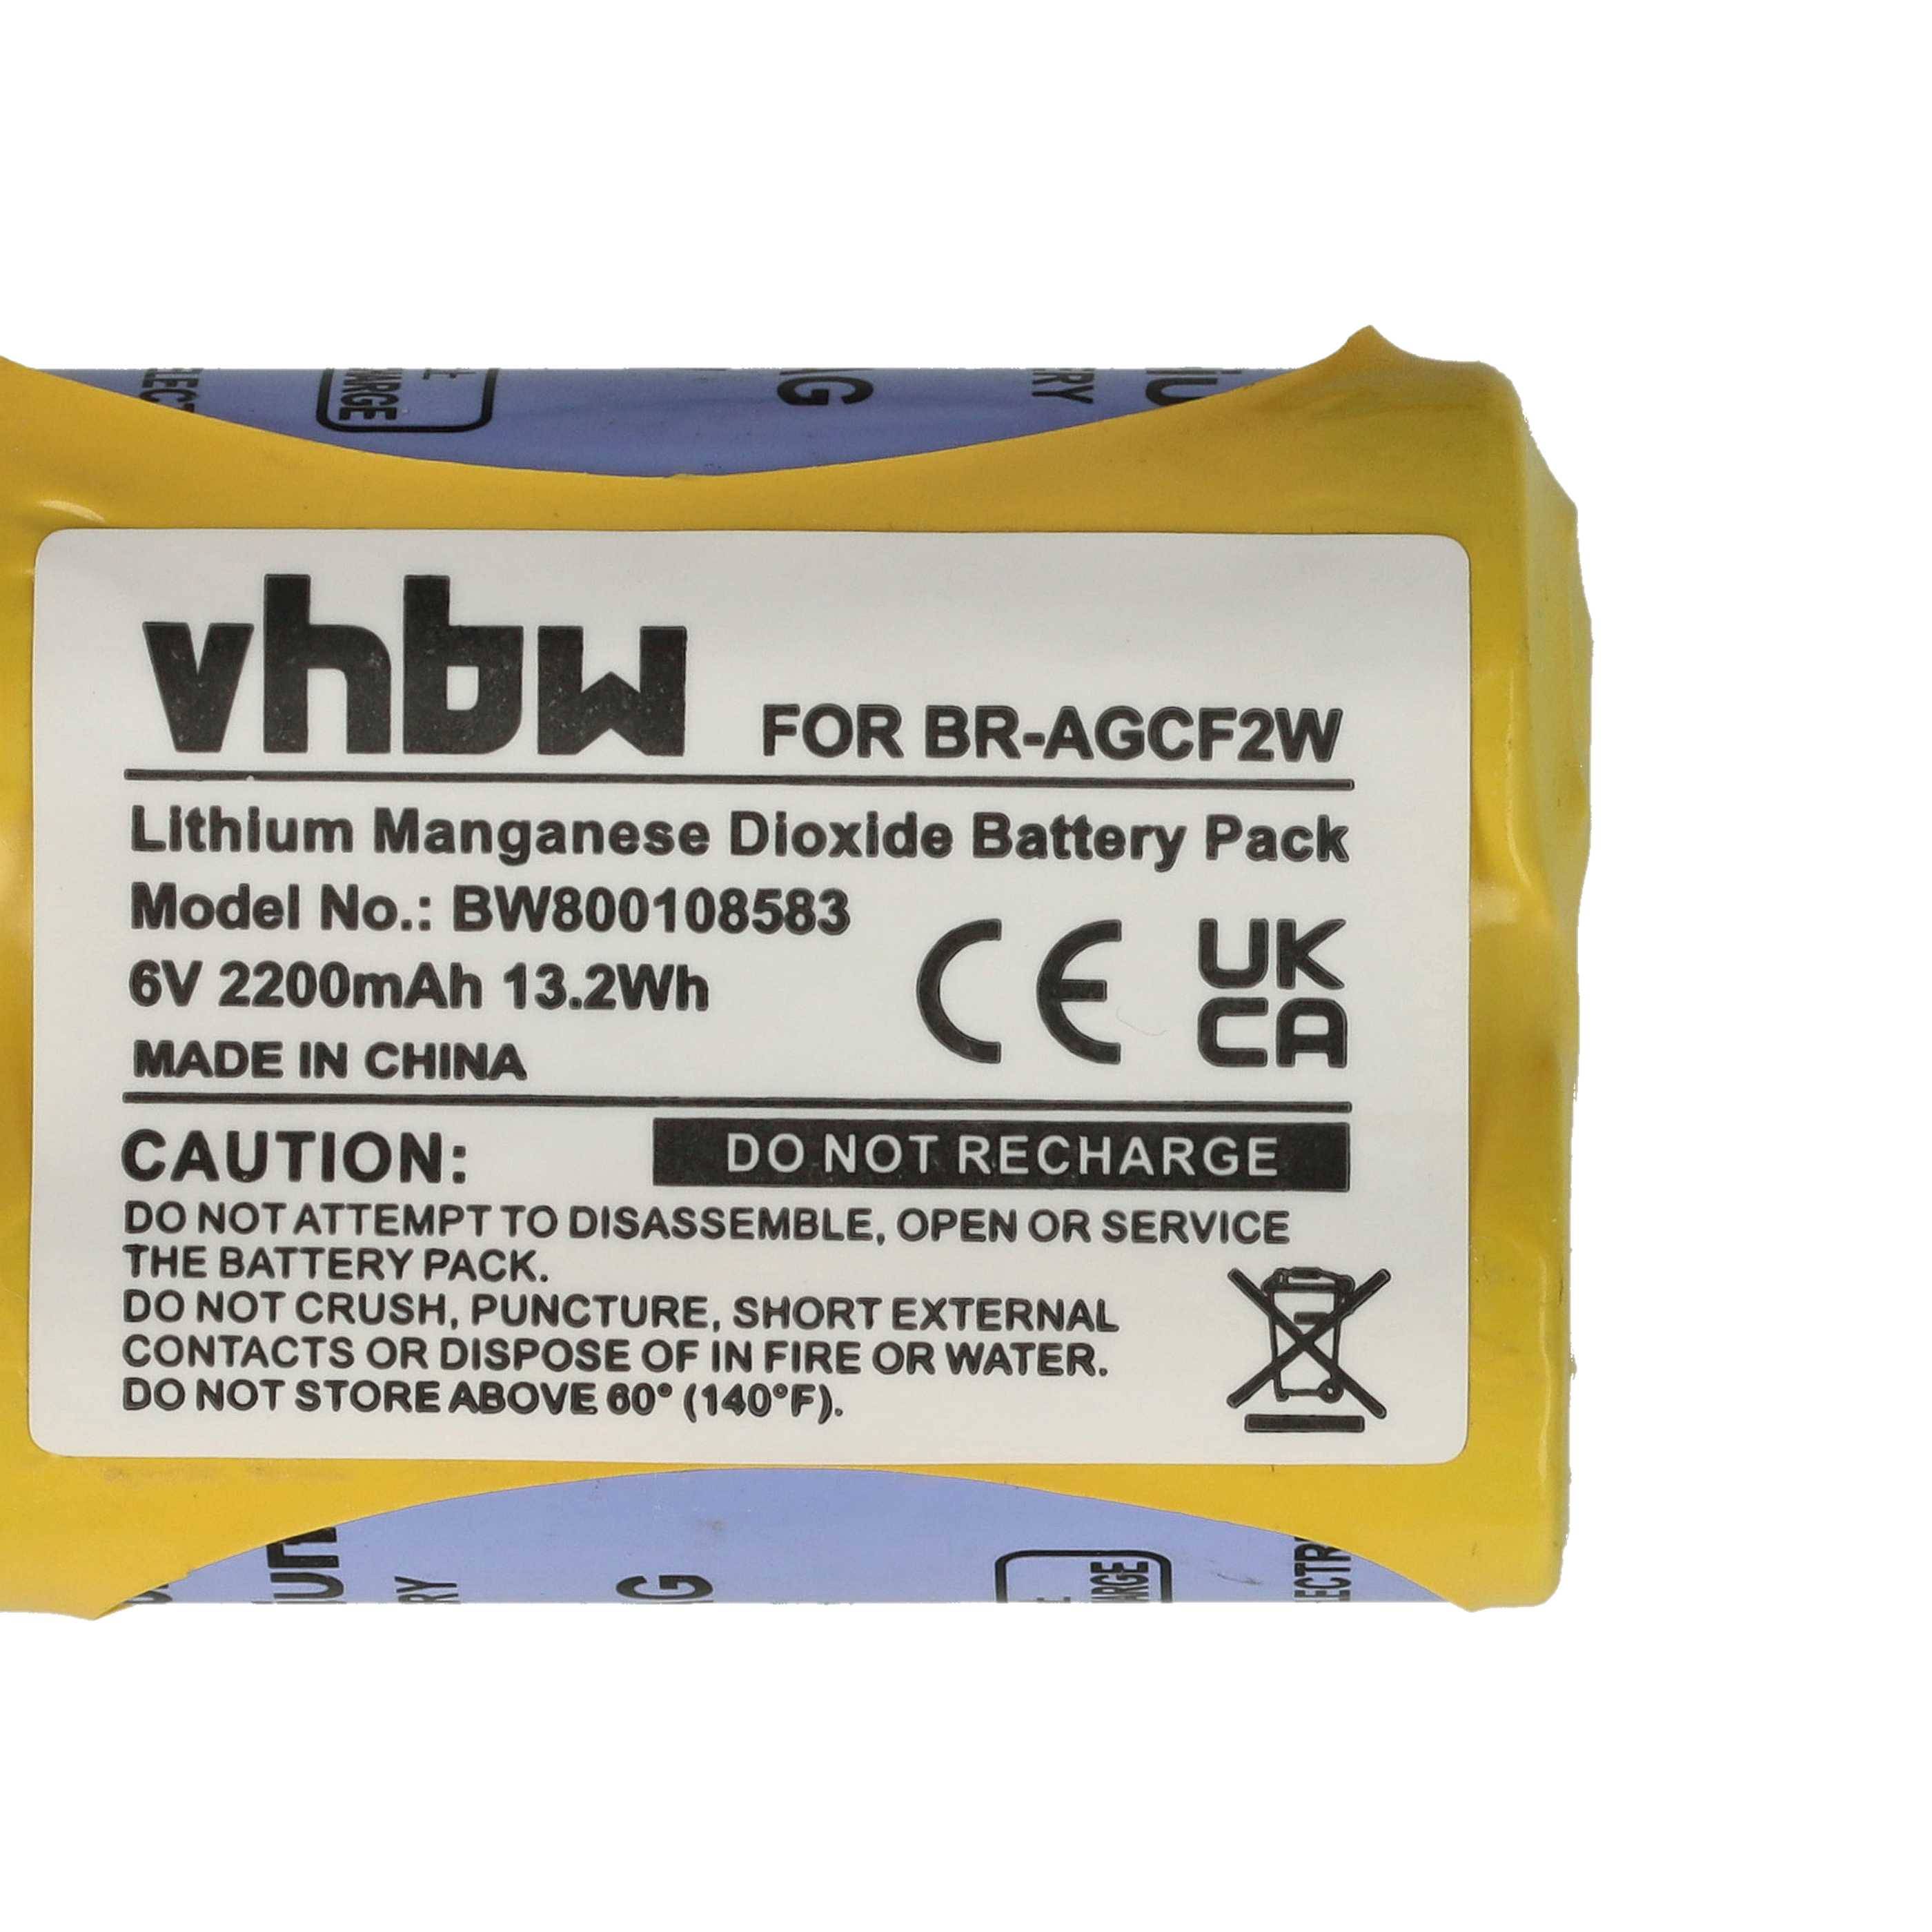 vhbw FOR BR-AGCF2W
Lithium Manganese Dioxide Battery Pack
Model No.: BW800108583
6V 2200mAh 13.2Wh
MADE IN CHINA
CE UK
CA
CAUTION: DO NOT RECHARGE
DO NOT ATTEMPT TO DISASSEMBLE, OPEN OR SERVICE
THE BATTERY PACK.
DO NOT CRUSH, PUNCTURE, SHORT EXTERNAL
CONTACTS OR DISPOSE OF IN FIRE OR WATER.
DO NOT STORE ABOVE 60° (140°F).